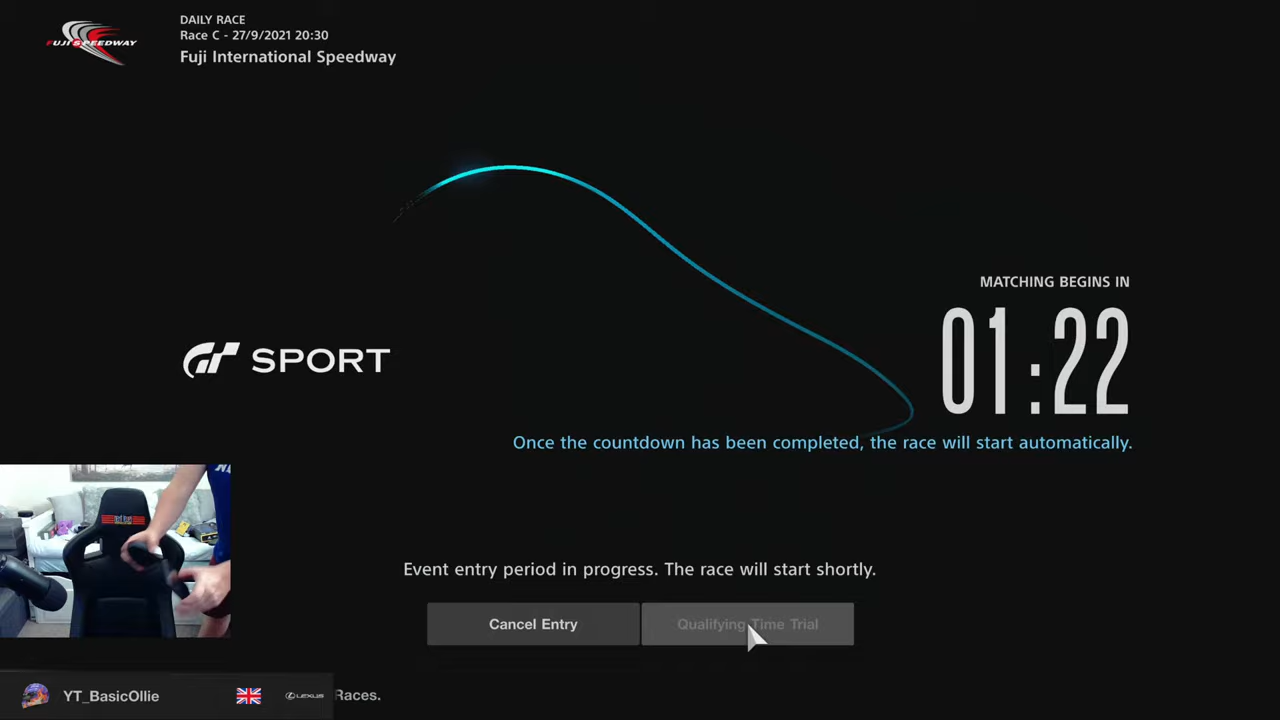 FUJI SPEEDWAY
DAILY RACE
Race C - 27/9/2021 20:30
Fuji International Speedway
MATCHING BEGINS IN
01:22
GT SPORT
Once the countdown has been completed, the race will start automatically.
Event entry period in progress. The race will start shortly.
Cancel Entry
Qualifying Time Trial
YT_BasicOllie
LEXUS
Races.